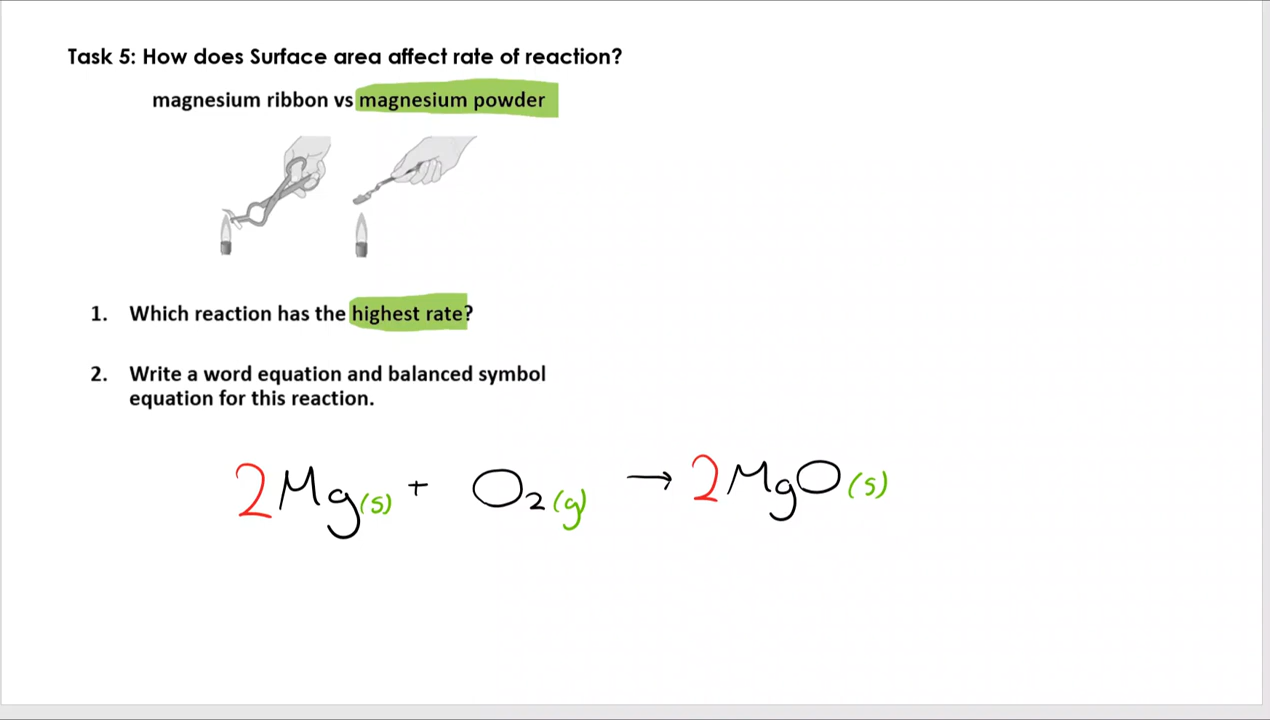 Task 5: How does Surface area affect rate of reaction?
magnesium ribbon vs magnesium powder
1. Which reaction has the highest rate?
2. Write a word equation and balanced symbol
equation for this reaction.
2Mg(s) + O2(g) → 2MgO(s)